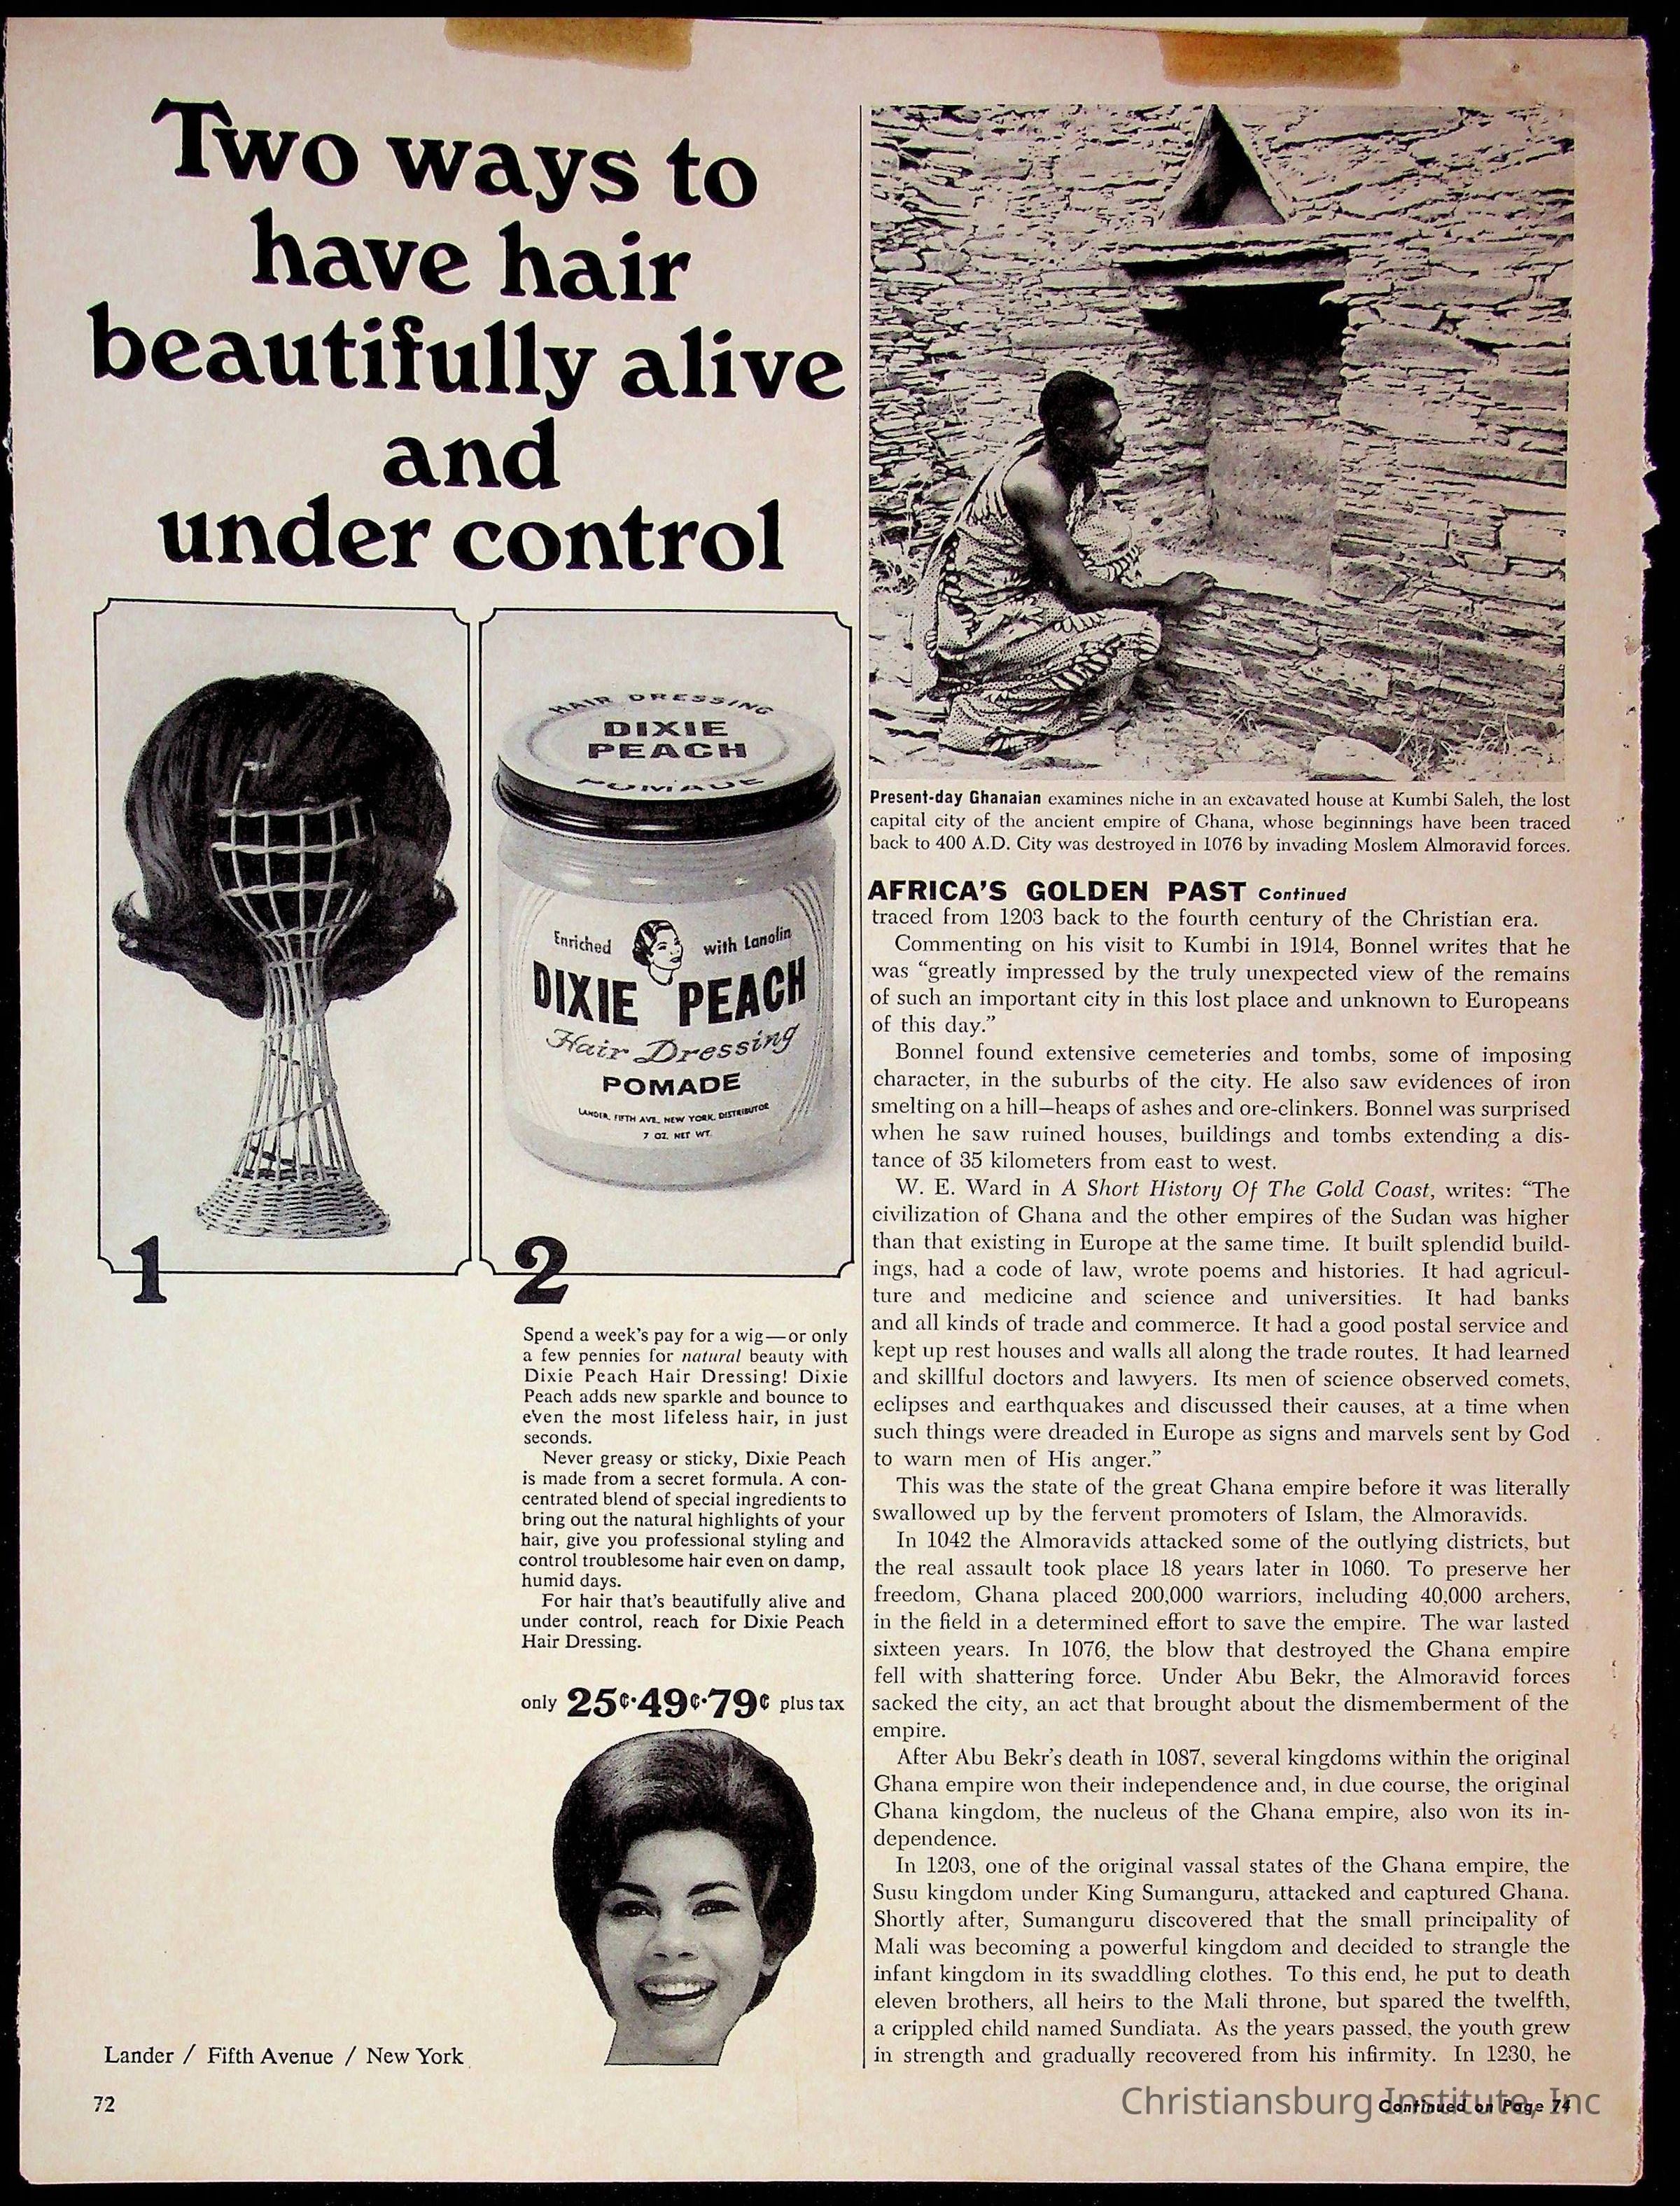 Two ways to
have hair
beautifully alive
and
under control
HAIR DRESSING
DIXIE
PEACH
POMADE
Enriched with Lanolin
DIXIE PEACH
Hair Dressing
POMADE
LANDER, FIFTH AVE., NEW YORK, DISTRIBUTOR
7 OZ. NET WT.
1
2
Spend a week's pay for a wig—or only
a few pennies for natural beauty with
Dixie Peach Hair Dressing! Dixie
Peach adds new sparkle and bounce to
even the most lifeless hair, in just
seconds.
Never greasy or sticky, Dixie Peach
is made from a secret formula. A con-
centrated blend of special ingredients to
bring out the natural highlights of your
hair, give you professional styling and
control troublesome hair even on damp,
humid days.
For hair that's beautifully alive and
under control, reach for Dixie Peach
Hair Dressing.
only 25¢·49¢·79¢ plus tax
Lander / Fifth Avenue / New York
72
Present-day Ghanaian examines niche in an excavated house at Kumbi Saleh, the lost
capital city of the ancient empire of Ghana, whose beginnings have been traced
back to 400 A.D. City was destroyed in 1076 by invading Moslem Almoravid forces.
AFRICA'S GOLDEN PAST Continued
traced from 1203 back to the fourth century of the Christian era.
Commenting on his visit to Kumbi in 1914, Bonnel writes that he
was “greatly impressed by the truly unexpected view of the remains
of such an important city in this lost place and unknown to Europeans
of this day.”
Bonnel found extensive cemeteries and tombs, some of imposing
character, in the suburbs of the city. He also saw evidences of iron
smelting on a hill—heaps of ashes and ore-clinkers. Bonnel was surprised
when he saw ruined houses, buildings and tombs extending a dis-
tance of 35 kilometers from east to west.
W. E. Ward in A Short History Of The Gold Coast, writes: “The
civilization of Ghana and the other empires of the Sudan was higher
than that existing in Europe at the same time. It built splendid build-
ings, had a code of law, wrote poems and histories. It had agricul-
ture and medicine and science and universities. It had banks
and all kinds of trade and commerce. It had a good postal service and
kept up rest houses and walls all along the trade routes. It had learned
and skillful doctors and lawyers. Its men of science observed comets,
eclipses and earthquakes and discussed their causes, at a time when
such things were dreaded in Europe as signs and marvels sent by God
to warn men of His anger.”
This was the state of the great Ghana empire before it was literally
swallowed up by the fervent promoters of Islam, the Almoravids.
In 1042 the Almoravids attacked some of the outlying districts, but
the real assault took place 18 years later in 1060. To preserve her
freedom, Ghana placed 200,000 warriors, including 40,000 archers,
in the field in a determined effort to save the empire. The war lasted
sixteen years. In 1076, the blow that destroyed the Ghana empire
fell with shattering force. Under Abu Bekr, the Almoravid forces
sacked the city, an act that brought about the dismemberment of the
empire.
After Abu Bekr's death in 1087, several kingdoms within the original
Ghana empire won their independence and, in due course, the original
Ghana kingdom, the nucleus of the Ghana empire, also won its in-
dependence.
In 1203, one of the original vassal states of the Ghana empire, the
Susu kingdom under King Sumanguru, attacked and captured Ghana.
Shortly after, Sumanguru discovered that the small principality of
Mali was becoming a powerful kingdom and decided to strangle the
infant kingdom in its swaddling clothes. To this end, he put to death
eleven brothers, all heirs to the Mali throne, but spared the twelfth,
a crippled child named Sundiata. As the years passed, the youth grew
in strength and gradually recovered from his infirmity. In 1230, he
Continued on Page 74
Christiansburg Institute, Inc